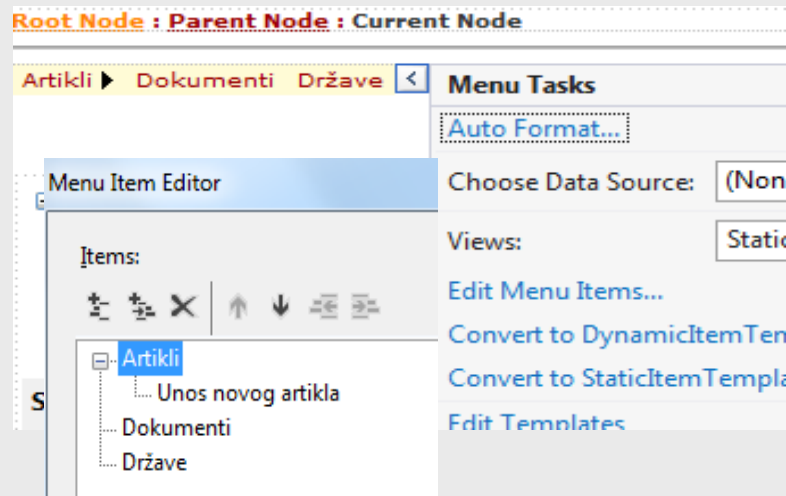 Root Node : Parent Node : Current Node
Artikli Dokumenti Države
Menu Tasks
Auto Format...
Choose Data Source: (Non
Views: Static
Edit Menu Items...
Convert to DynamicItemTem
Convert to StaticItemTempla
Edit Templates
Menu Item Editor
Items:
Artikli
Unos novog artikla
Dokumenti
Države
S